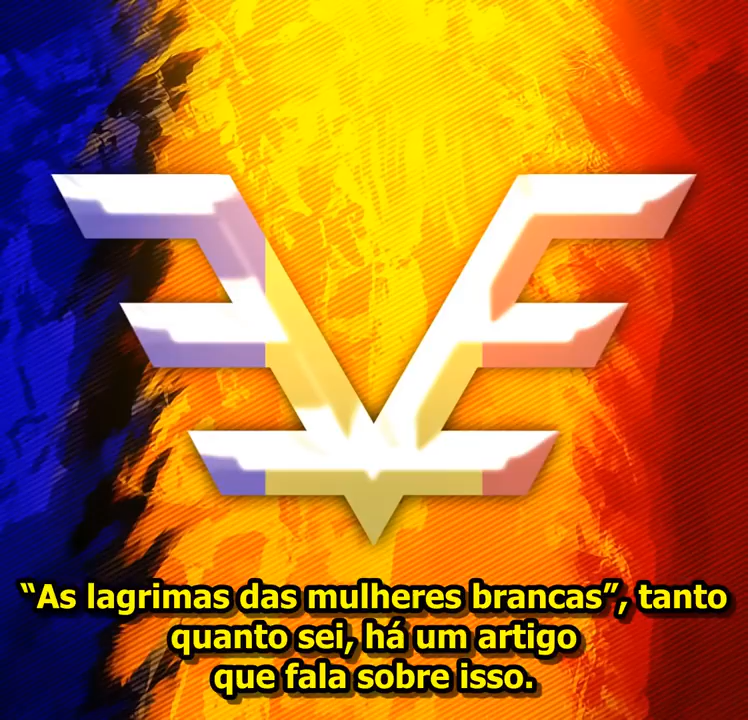 “As lagrimas das mulheres brancas”, tanto
quanto sei, há um artigo
que fala sobre isso.